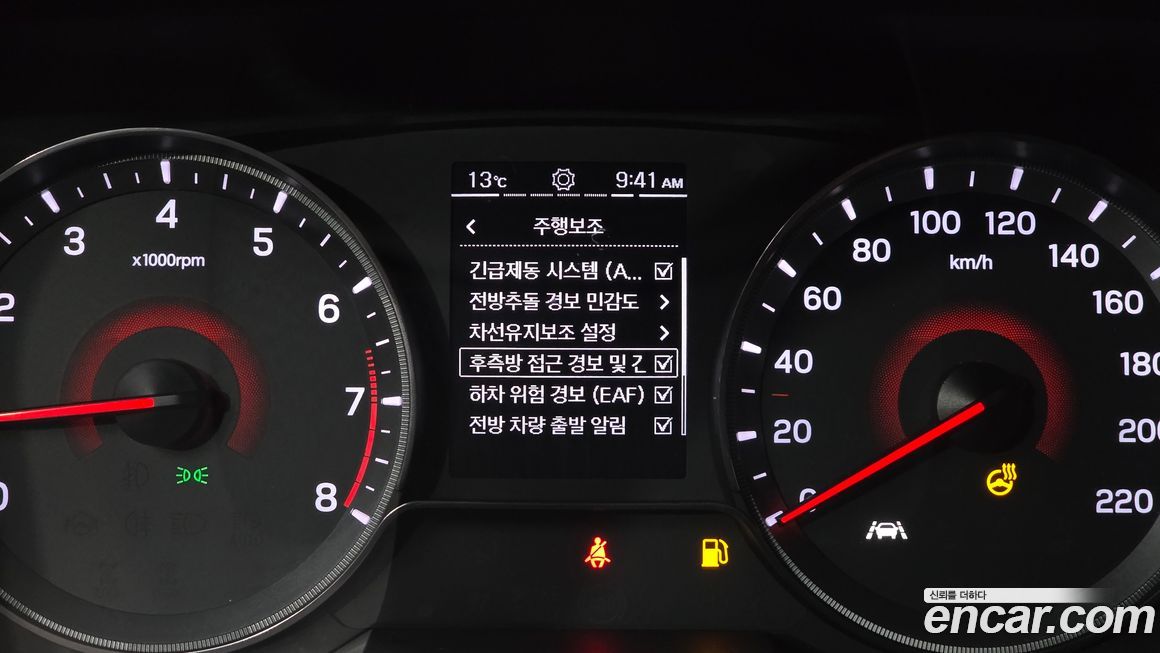 13℃
9:41 AM
주행보조
긴급제동 시스템 (A...
전방추돌 경보 민감도
차선유지보조 설정
후측방 접근 경보 및 긴
하차 위험 경보 (EAF)
전방 차량 출발 알림
0
2
3
4
5
6
7
8
x1000rpm
0
20
40
60
80
100
120
140
160
180
200
220
km/h
신뢰를 더하다
encar.com